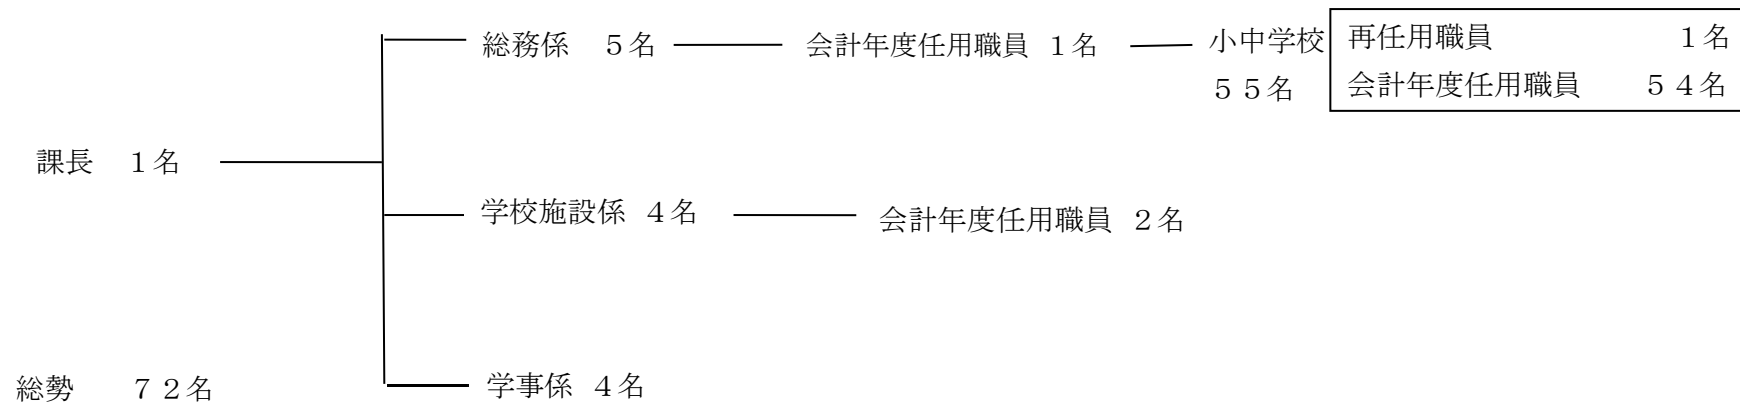 総務係　５名
会計年度任用職員　１名
小中学校
５５名
再任用職員　１名
会計年度任用職員　５４名
課長　１名
学校施設係　４名
会計年度任用職員　２名
学事係　４名
総勢　７２名